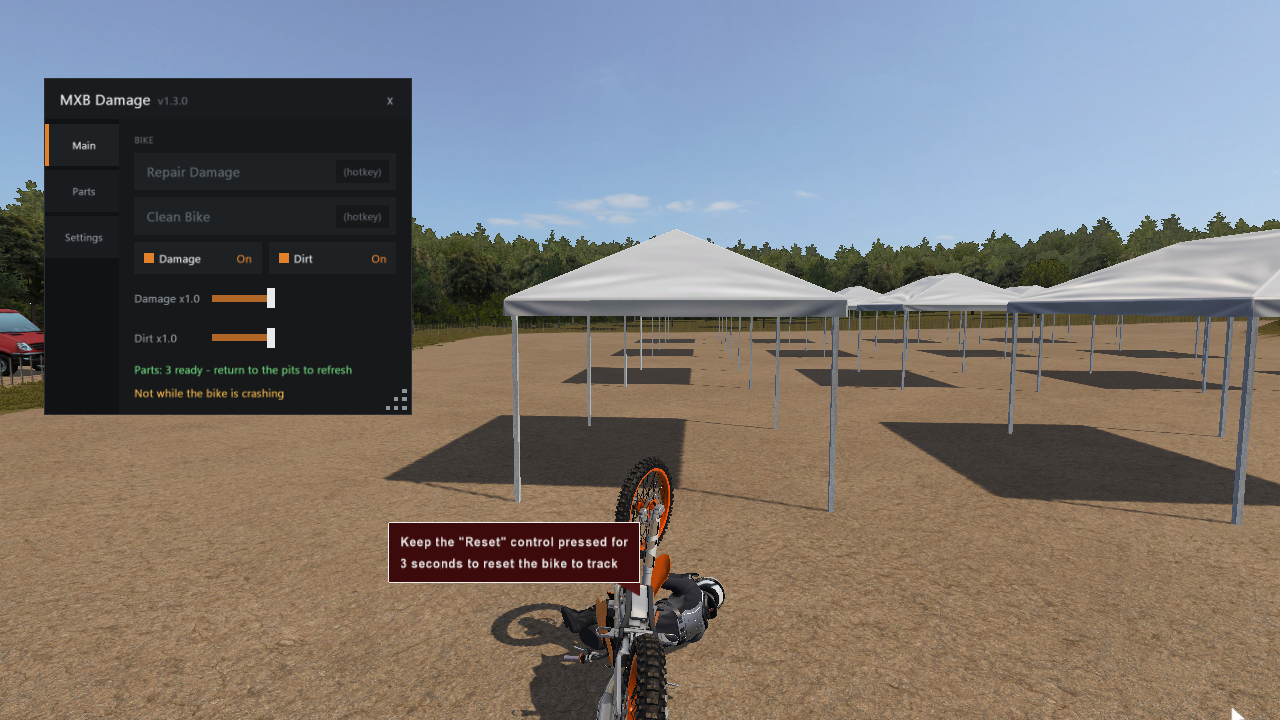 MXB Damage v1.3.0 x
Main
Parts
Settings
BIKE
Repair Damage (hotkey)
Clean Bike (hotkey)
Damage On Dirt On
Damage x1.0
Dirt x1.0
Parts: 3 ready - return to the pits to refresh
Not while the bike is crashing
Keep the "Reset" control pressed for
3 seconds to reset the bike to track